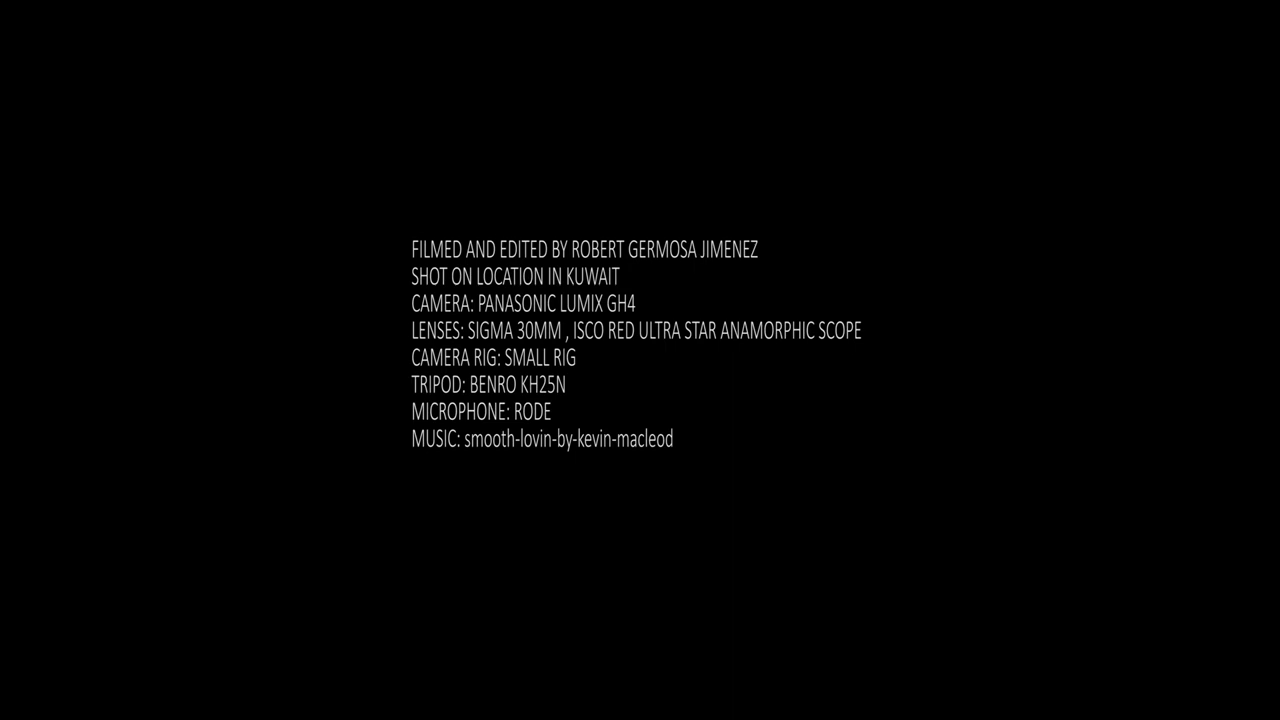 FILMED AND EDITED BY ROBERT GERMOSA JIMENEZ
SHOT ON LOCATION IN KUWAIT
CAMERA: PANASONIC LUMIX GH4
LENSES: SIGMA 30MM , ISCO RED ULTRA STAR ANAMORPHIC SCOPE
CAMERA RIG: SMALL RIG
TRIPOD: BENRO KH25N
MICROPHONE: RODE
MUSIC: smooth-lovin-by-kevin-macleod